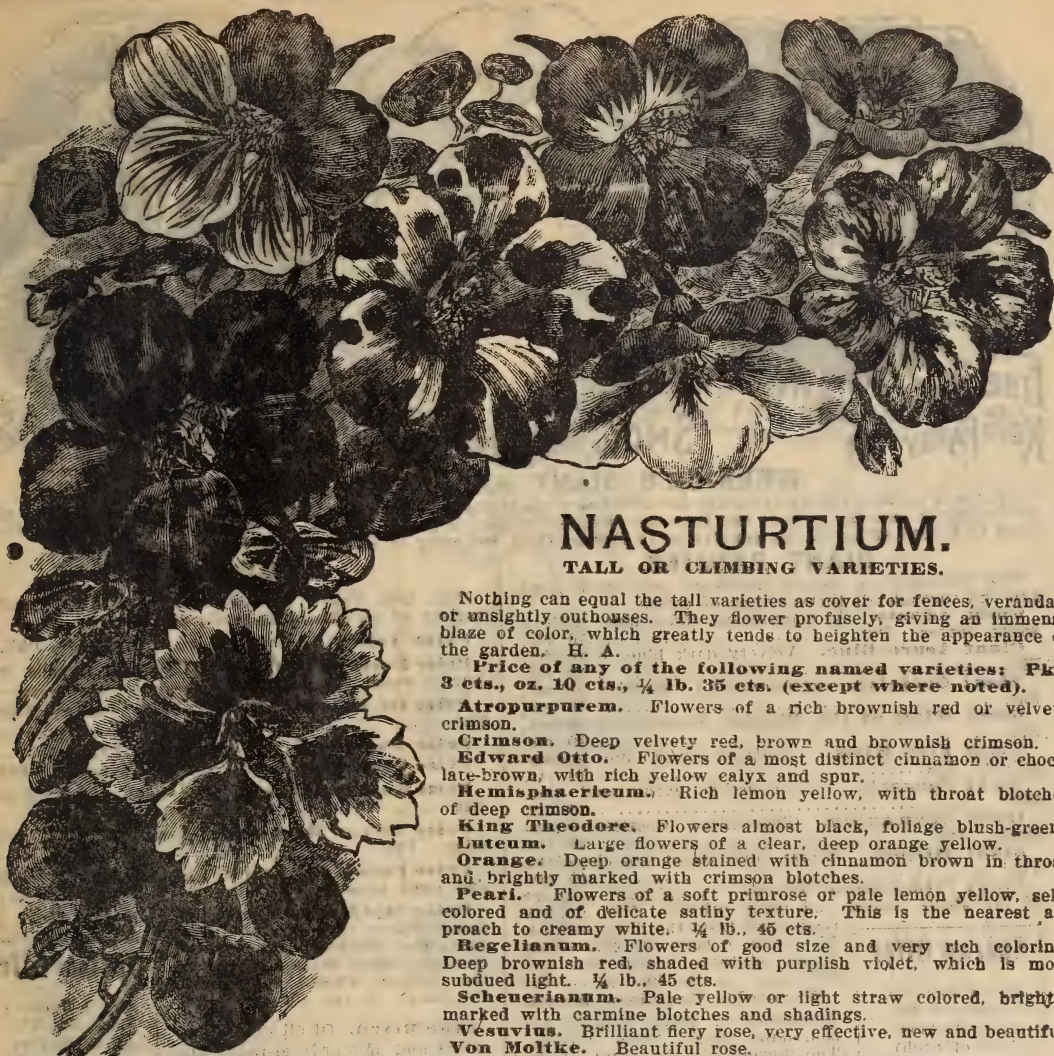 NASTURTIUM.
TALL OR CLIMBING VARIETIES.
Nothing can equal the tall varieties as cover for fences, veranda
or unsightly outhouses. They flower profusely, giving an immen
blaze of color, which greatly tends to heighten the appearance
the garden. H. A.
Price of any of the following named varieties: Pk
3 cts., oz. 10 cts., ¼ lb. 35 cts. (except where noted).
Atropurpurem. Flowers of a rich brownish red or velve
crimson.
Crimson. Deep velvety red, brown and brownish crimson.
Edward Otto. Flowers of a most distinct cinnamon or choc
late-brown, with rich yellow calyx and spur.
Hemisphaericum. Rich lemon yellow, with throat blotche
of deep crimson.
King Theodore. Flowers almost black, foliage blush-green
Luteum. Large flowers of a clear, deep orange yellow.
Orange. Deep orange stained with cinnamon brown in throa
and brightly marked with crimson blotches.
Pearl. Flowers of a soft primrose or pale lemon yellow, sel
colored and of delicate satiny texture. This is the nearest a
proach to creamy white. ¼ lb., 45 cts.
Regelianum. Flowers of good size and very rich colorin
Deep brownish red, shaded with purplish violet, which is mo
subdued light. ¼ lb., 45 cts.
Scheuerianum. Pale yellow or light straw colored, bright
marked with carmine blotches and shadings.
Vesuvius. Brilliant fiery rose, very effective, new and beautifu
Von Moltke. Beautiful rose.